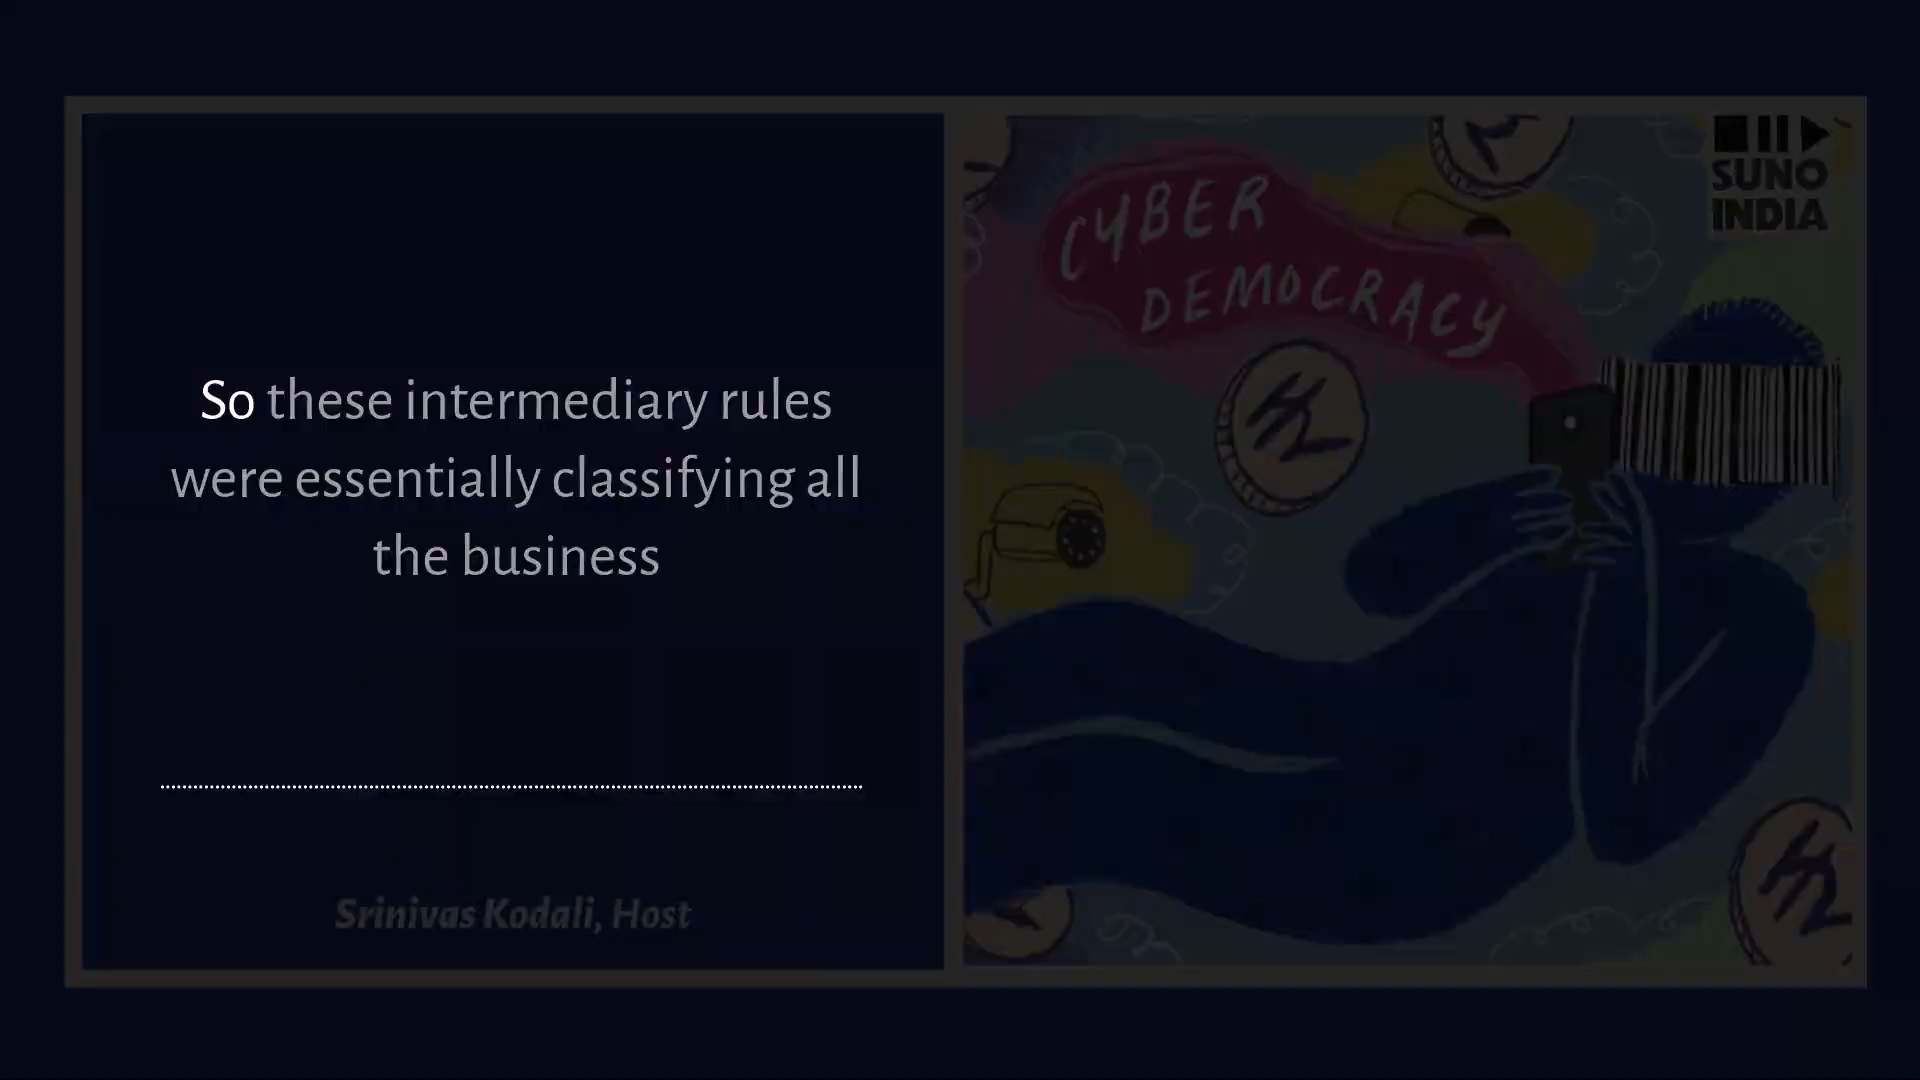 So these intermediary rules
were essentially classifying all
the business
Srinivas Kodali, Host
CYBER
DEMOCRACY
SUNO
INDIA